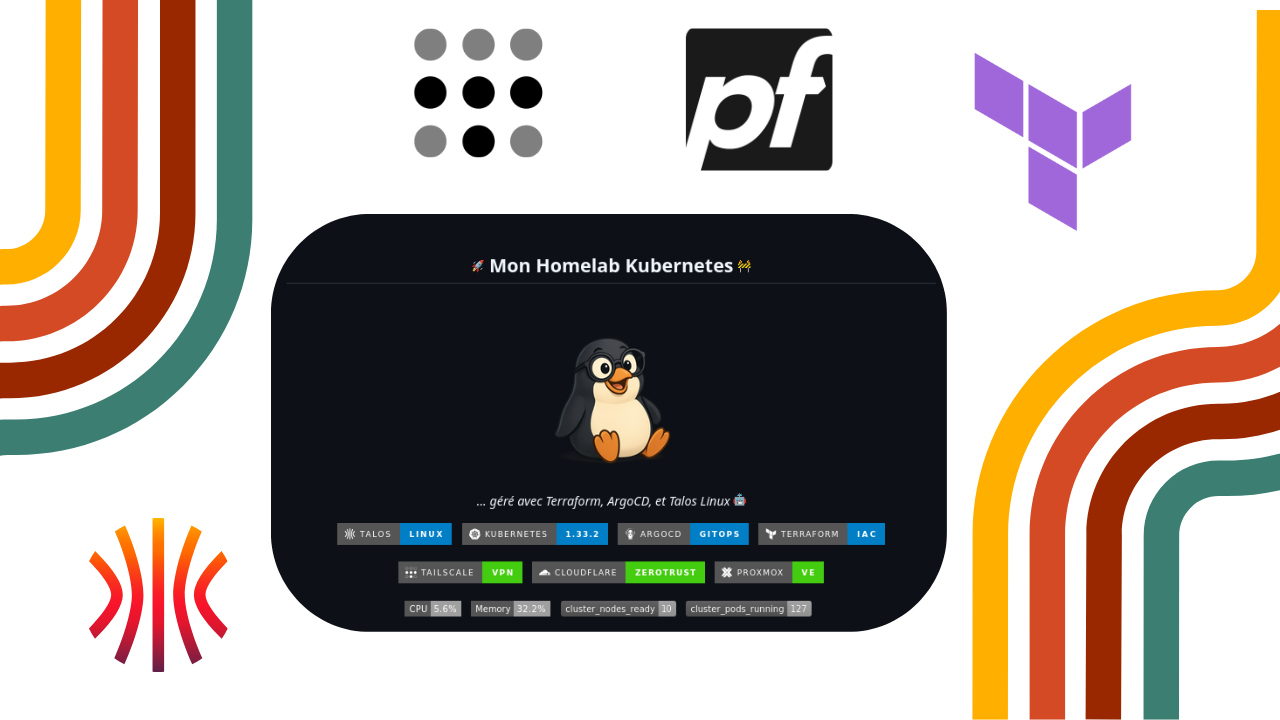 pf
🚀 Mon Homelab Kubernetes 🚧
... géré avec Terraform, ArgoCD, et Talos Linux 🤖
TALOS LINUX KUBERNETES 1.33.2 ARGOCD GITOPS TERRAFORM IAC
TAILSCALE VPN CLOUDFLARE ZEROTRUST PROXMOX VE
CPU 5.6% Memory 32.2% cluster_nodes_ready 10 cluster_pods_running 127